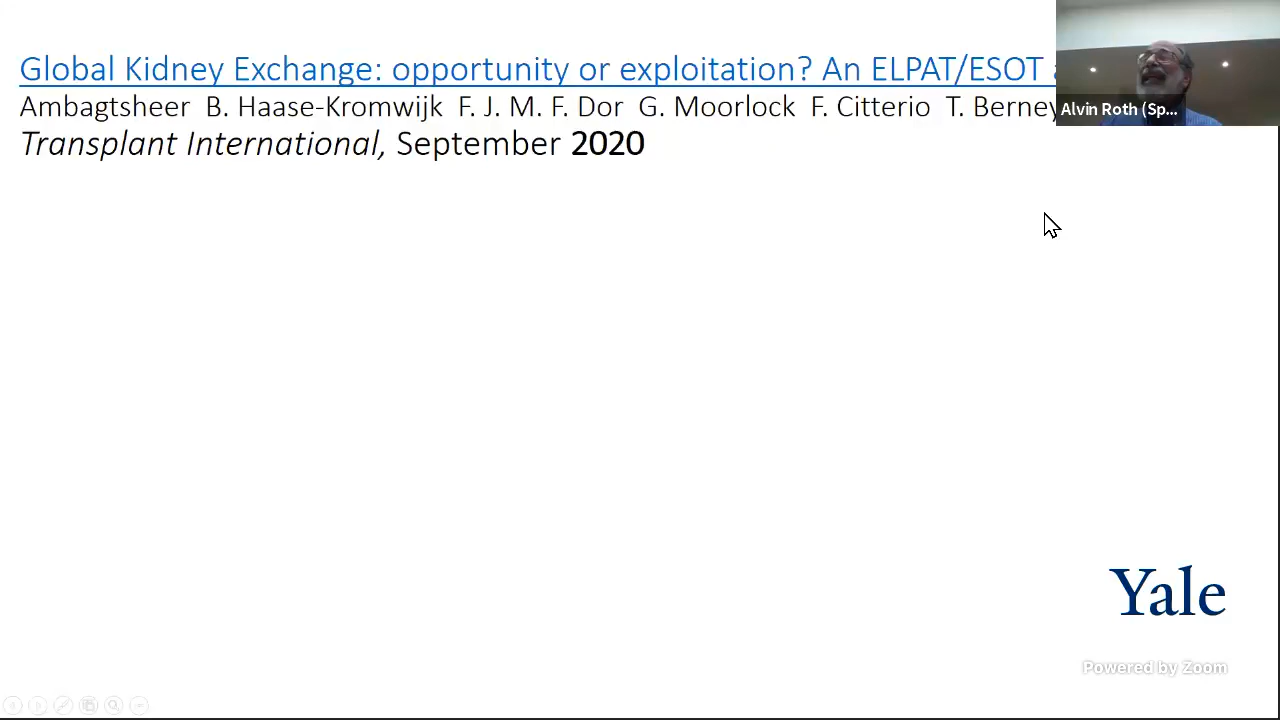 Global Kidney Exchange: opportunity or exploitation? An ELPAT/ESOT
Ambagtsheer B. Haase-Kromwijk F. J. M. F. Dor G. Moorlock F. Citterio T. Berney
Transplant International, September 2020
Alvin Roth (Sp...
Yale
Powered by Zoom